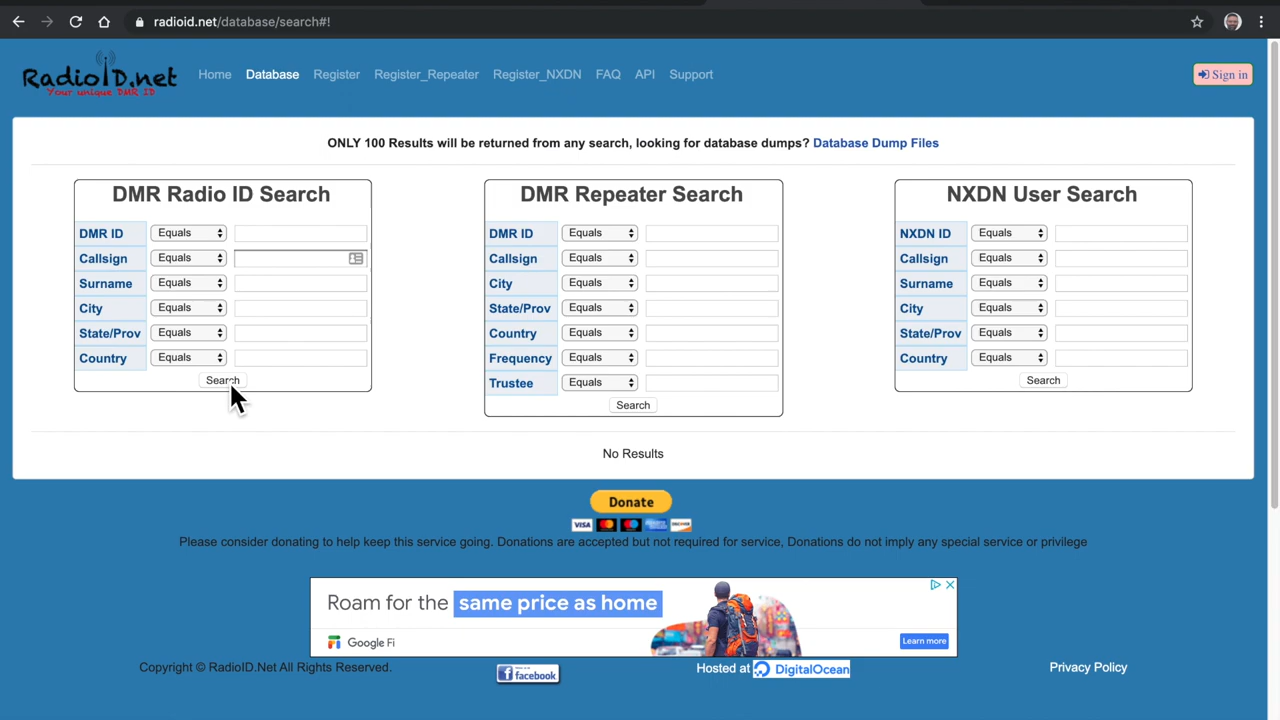 radioid.net/database/search#!
RadioID.net
Your unique DMR ID
Home Database Register Register_Repeater Register_NXDN FAQ API Support
Sign in
ONLY 100 Results will be returned from any search, looking for database dumps? Database Dump Files
DMR Radio ID Search
DMR ID Equals
Callsign Equals
Surname Equals
City Equals
State/Prov Equals
Country Equals
Search
DMR Repeater Search
DMR ID Equals
Callsign Equals
City Equals
State/Prov Equals
Country Equals
Frequency Equals
Trustee Equals
Search
NXDN User Search
NXDN ID Equals
Callsign Equals
Surname Equals
City Equals
State/Prov Equals
Country Equals
Search
No Results
Donate
VISA DISCOVER
Please consider donating to help keep this service going. Donations are accepted but not required for service, Donations do not imply any special service or privilege
Roam for the same price as home
Google Fi
Learn more
Copyright © RadioID.Net All Rights Reserved.
facebook
Hosted at DigitalOcean
Privacy Policy